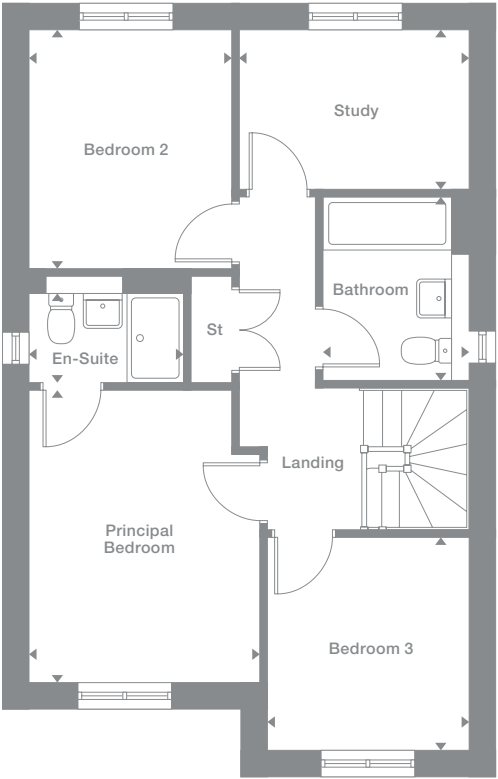 Study
Bedroom 2
Bathroom
St
En-Suite
Landing
Principal
Bedroom
Bedroom 3